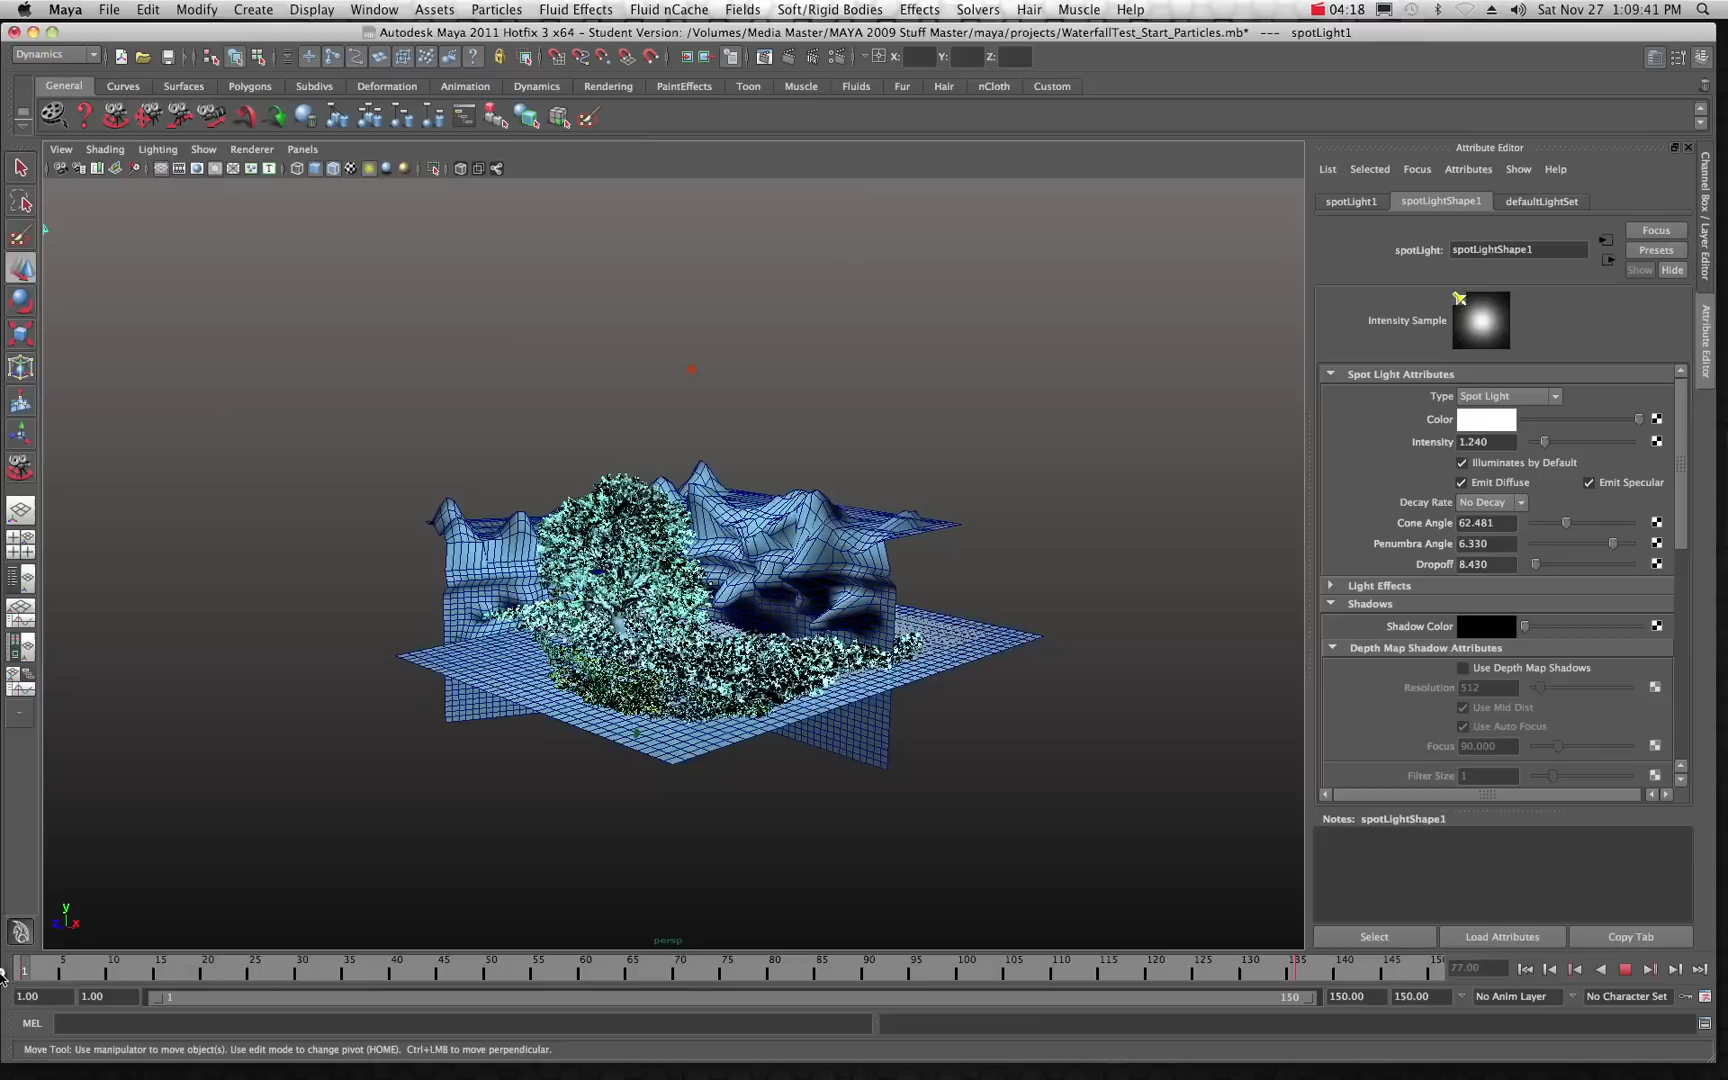 Maya File Edit Modify Create Display Window Assets Particles Fluid Effects Fluid nCache Fields Soft/Rigid Bodies Effects Solvers Hair Muscle Help 04:18 Sat Nov 27 1:09:41 PM
Autodesk Maya 2011 Hotfix 3 x64 - Student Version: /Volumes/Media Master/MAYA 2009 Stuff Master/maya/projects/WaterfallTest_Start_Particles.mb* --- spotLight1
Dynamics X: Y: Z:
General Curves Surfaces Polygons Subdivs Deformation Animation Dynamics Rendering PaintEffects Toon Muscle Fluids Fur Hair nCloth Custom
View Shading Lighting Show Renderer Panels
Attribute Editor
List Selected Focus Attributes Show Help
spotLight1 spotLightShape1 defaultLightSet
spotLight: spotLightShape1
Focus
Presets
Show Hide
Intensity Sample
Spot Light Attributes
Type Spot Light
Color
Intensity 1.240
Illuminates by Default
Emit Diffuse Emit Specular
Decay Rate No Decay
Cone Angle 62.481
Penumbra Angle 6.330
Dropoff 8.430
Light Effects
Shadows
Shadow Color
Depth Map Shadow Attributes
Use Depth Map Shadows
Resolution 512
Use Mid Dist
Use Auto Focus
Focus 90.000
Filter Size 1
Notes: spotLightShape1
Select Load Attributes Copy Tab
Channel Box / Layer Editor
Attribute Editor
y
z x
persp
1 5 10 15 20 25 30 35 40 45 50 55 60 65 70 75 80 85 90 95 100 105 110 115 120 125 130 135 140 145 77.00
1.00 1.00 1 150 150.00 150.00 No Anim Layer No Character Set
MEL
Move Tool: Use manipulator to move object(s). Use edit mode to change pivot (HOME). Ctrl+LMB to move perpendicular.